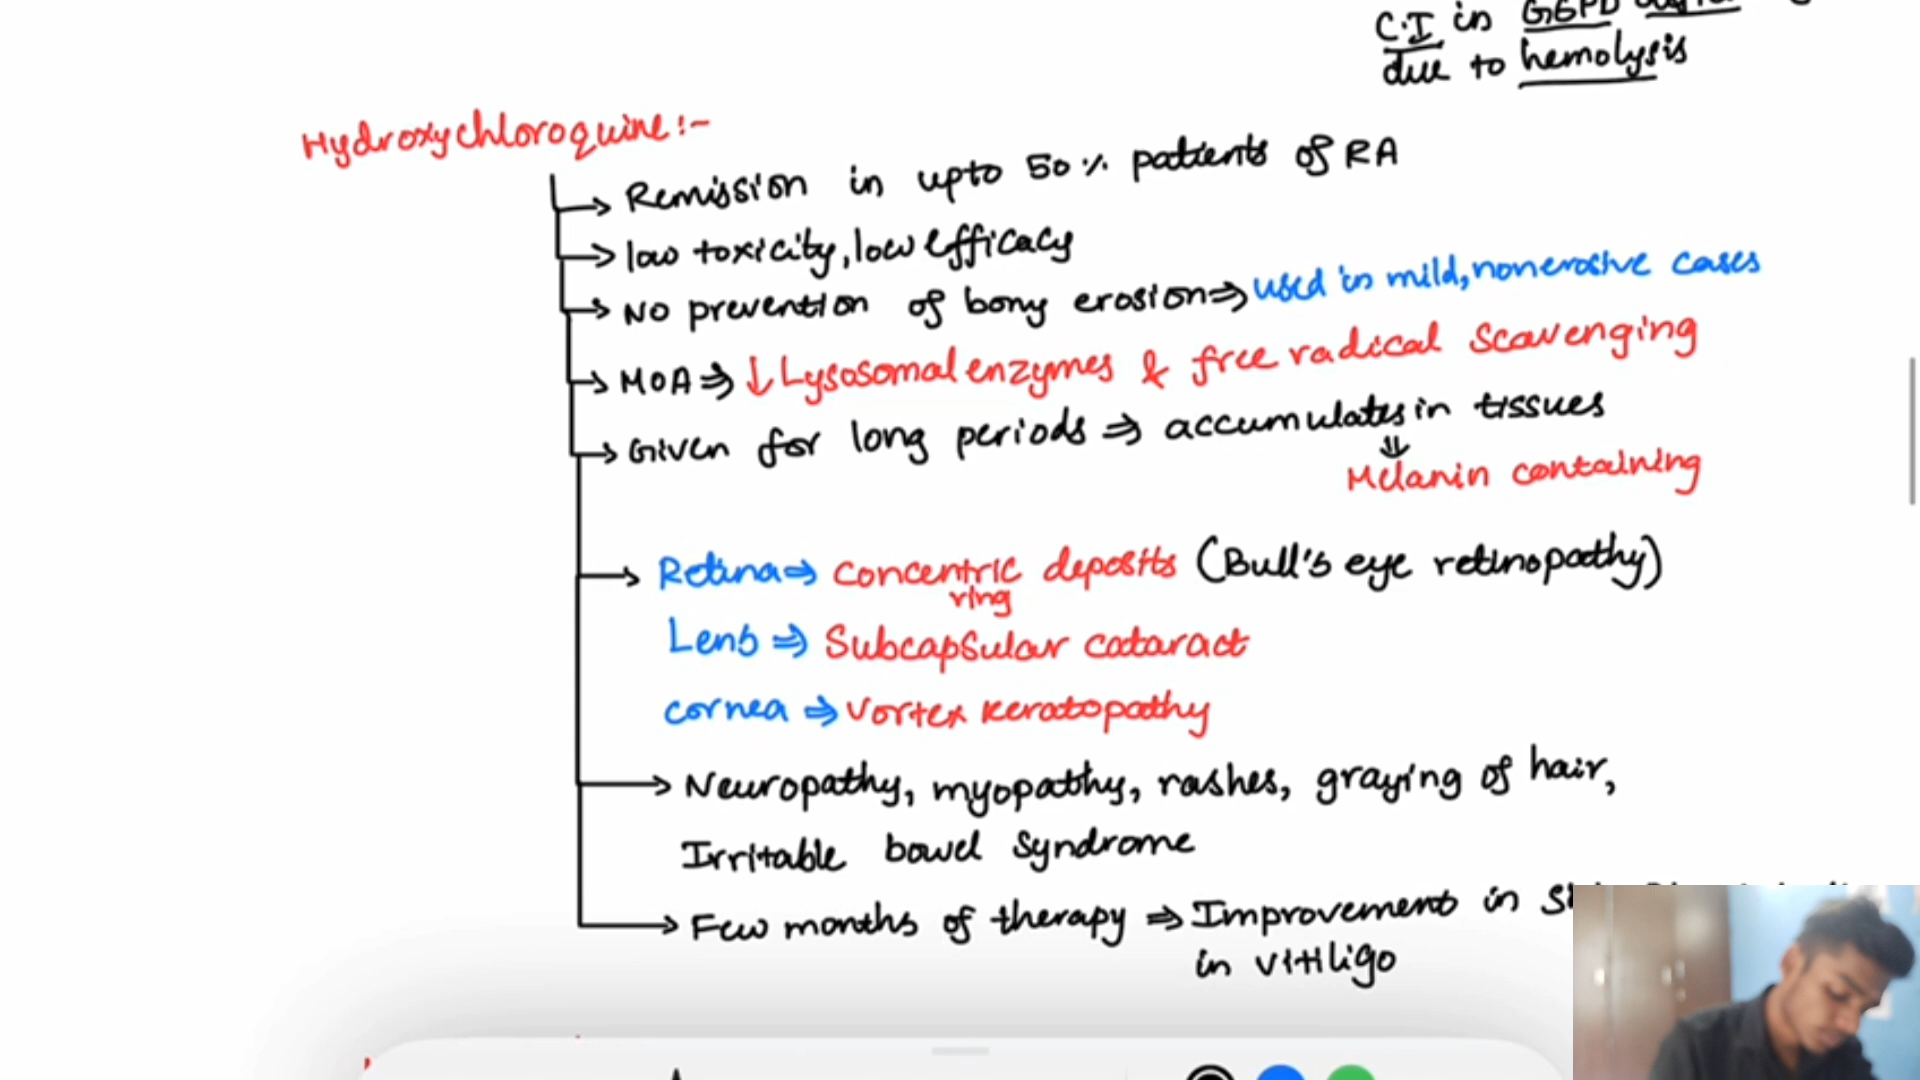 C.I in G6PD
due to hemolysis
Hydroxychloroquine:-
Remission in upto 50% patients of RA
low toxicity, low efficacy
No prevention of bony erosion ⇒ used in mild, nonerosive cases
MOA ⇒ ↓ Lysosomal enzymes & free radical scavenging
Given for long periods ⇒ accumulates in tissues
⇓
Melanin containing
Retina ⇒ concentric deposits (Bull's eye retinopathy)
ring
Lens ⇒ Subcapsular cataract
cornea ⇒ Vortex keratopathy
Neuropathy, myopathy, rashes, graying of hair,
Irritable bowel syndrome
Few months of therapy ⇒ Improvement in
in vitiligo